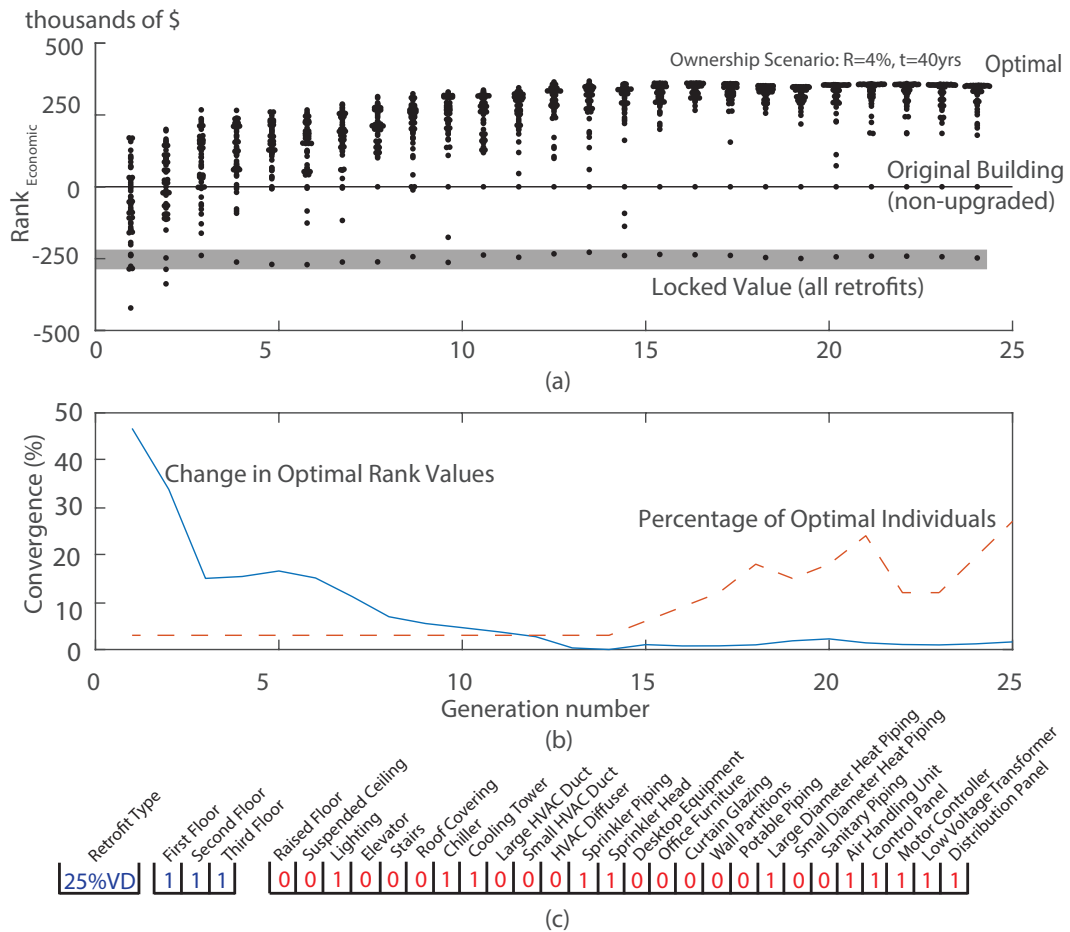 thousands of $
500
250
0
-250
-500
Rank Economic
Ownership Scenario: R=4%, t=40yrs
Optimal
Original Building
(non-upgraded)
Locked Value (all retrofits)
0 5 10 15 20 25
(a)
50
40
30
20
10
0
Convergence (%)
Change in Optimal Rank Values
Percentage of Optimal Individuals
0 5 10 15 20 25
Generation number
(b)
Retrofit Type
First Floor
Second Floor
Third Floor
Raised Floor
Suspended Ceiling
Lighting
Elevator
Stairs
Roof Covering
Chiller
Cooling Tower
Large HVAC Duct
Small HVAC Duct
HVAC Diffuser
Sprinkler Piping
Sprinkler Head
Desktop Equipment
Office Furniture
Curtain Glazing
Wall Partitions
Potable Piping
Large Diameter Heat Piping
Small Diameter Heat Piping
Sanitary Piping
Air Handling Unit
Control Panel
Motor Controller
Low Voltage Transformer
Distribution Panel
25%VD 1 1 1 0 0 1 0 0 0 1 1 0 0 0 1 1 0 0 0 0 0 1 0 0 1 1 1 1 1
(c)